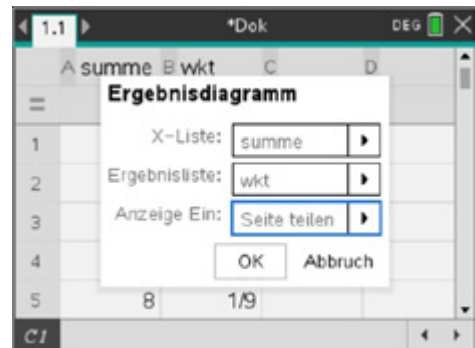 1.1 *Dok DEG X
A summe B wkt C D
=
Ergebnisdiagramm
X-Liste: summe
Ergebnisliste: wkt
Anzeige Ein: Seite teilen
OK Abbruch
1
2
3
4
5 8 1/9
C1